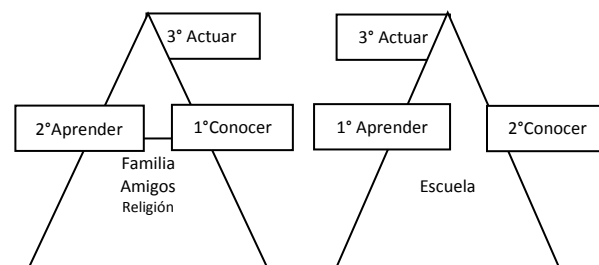 3° Actuar
2°Aprender
1°Conocer
Familia
Amigos
Religión
3° Actuar
1° Aprender
2°Conocer
Escuela